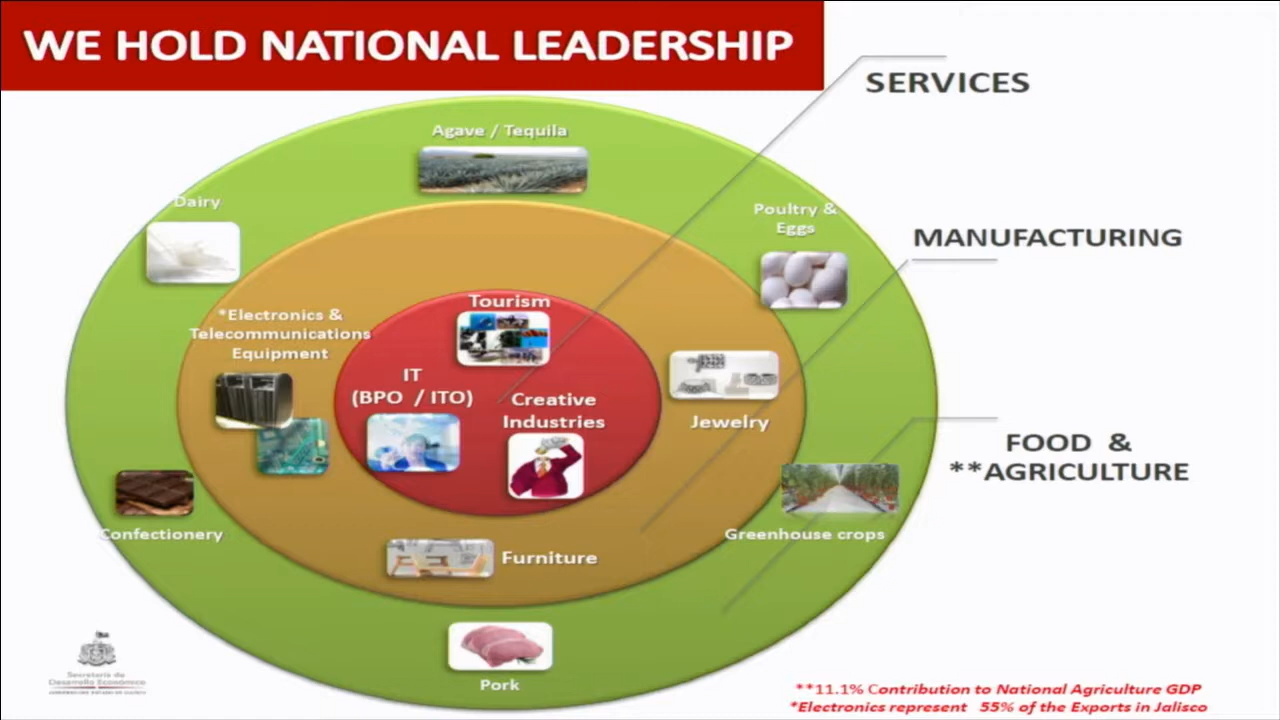 WE HOLD NATIONAL LEADERSHIP
SERVICES
Agave / Tequila
Dairy
Poultry &
Eggs
MANUFACTURING
Tourism
*Electronics &
Telecommunications
Equipment
IT
(BPO / ITO)
Creative
Industries
Jewelry
FOOD &
**AGRICULTURE
Confectionery
Greenhouse crops
Furniture
Pork
Secretaría de
Desarrollo Económico
**11.1% Contribution to National Agriculture GDP
*Electronics represent 55% of the Exports in Jalisco